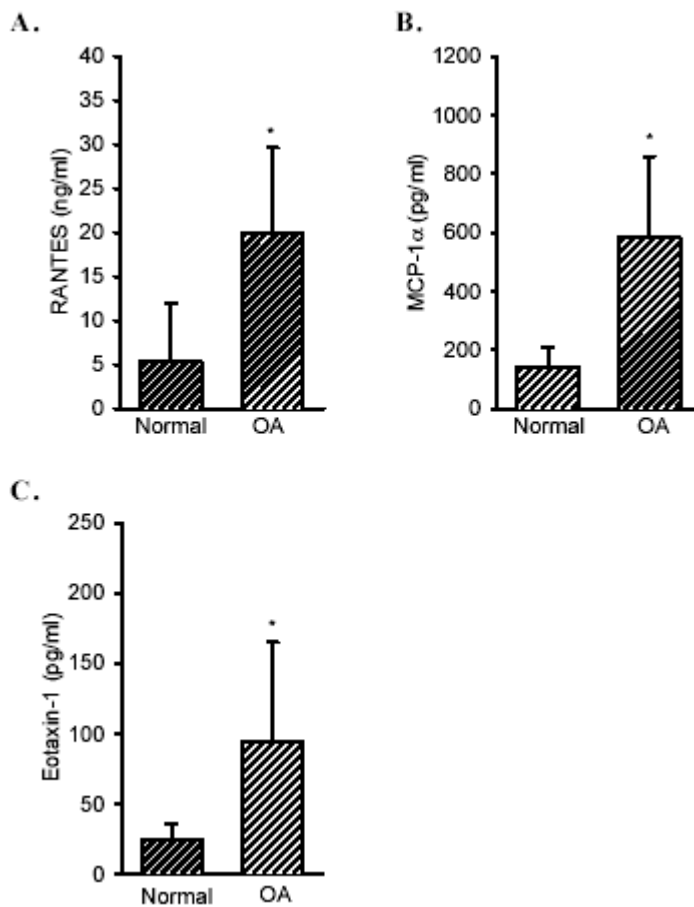 A.
RANTES (ng/ml)
40
35
30
25
20
15
10
5
0
*
Normal OA
B.
MCP-1α (pg/ml)
1200
1000
800
600
400
200
0
*
Normal OA
C.
Eotaxin-1 (pg/ml)
250
200
150
100
50
0
*
Normal OA